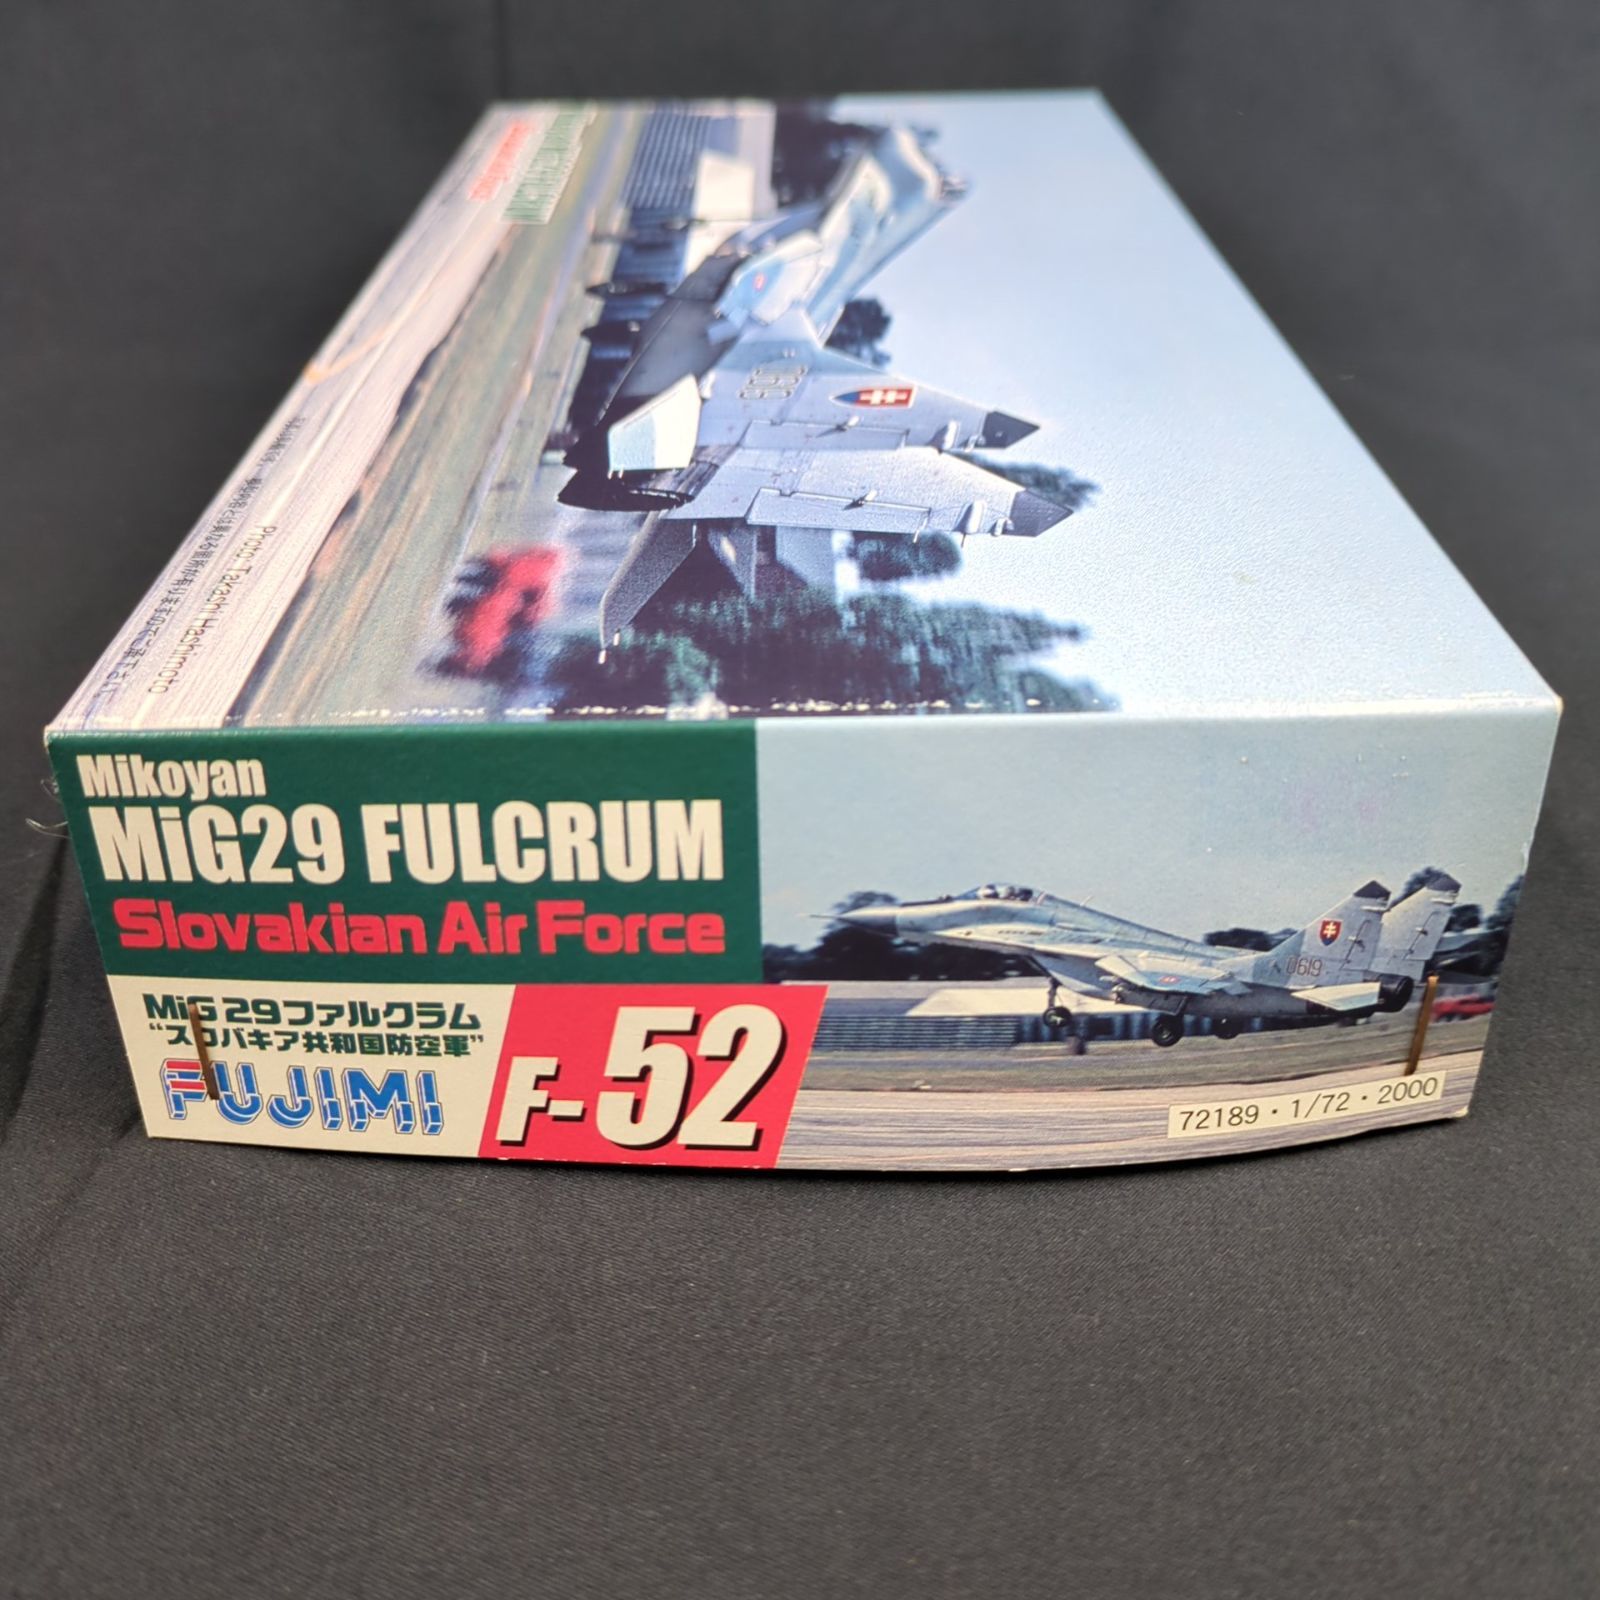 Photo Takashi Hashimoto
0619
Mikoyan
MiG29 FULCRUM
Slovakian Air Force
MiG 29ファルクラム
“スロバキア共和国防空軍”
FUJIMI
F-52
0619
72189・1/72・2000